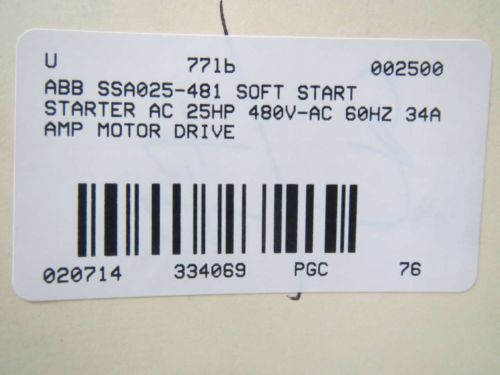 U 771b 002500
ABB SSA025-481 SOFT START
STARTER AC 25HP 480V-AC 60HZ 34A
AMP MOTOR DRIVE
020714 334069 PGC 76